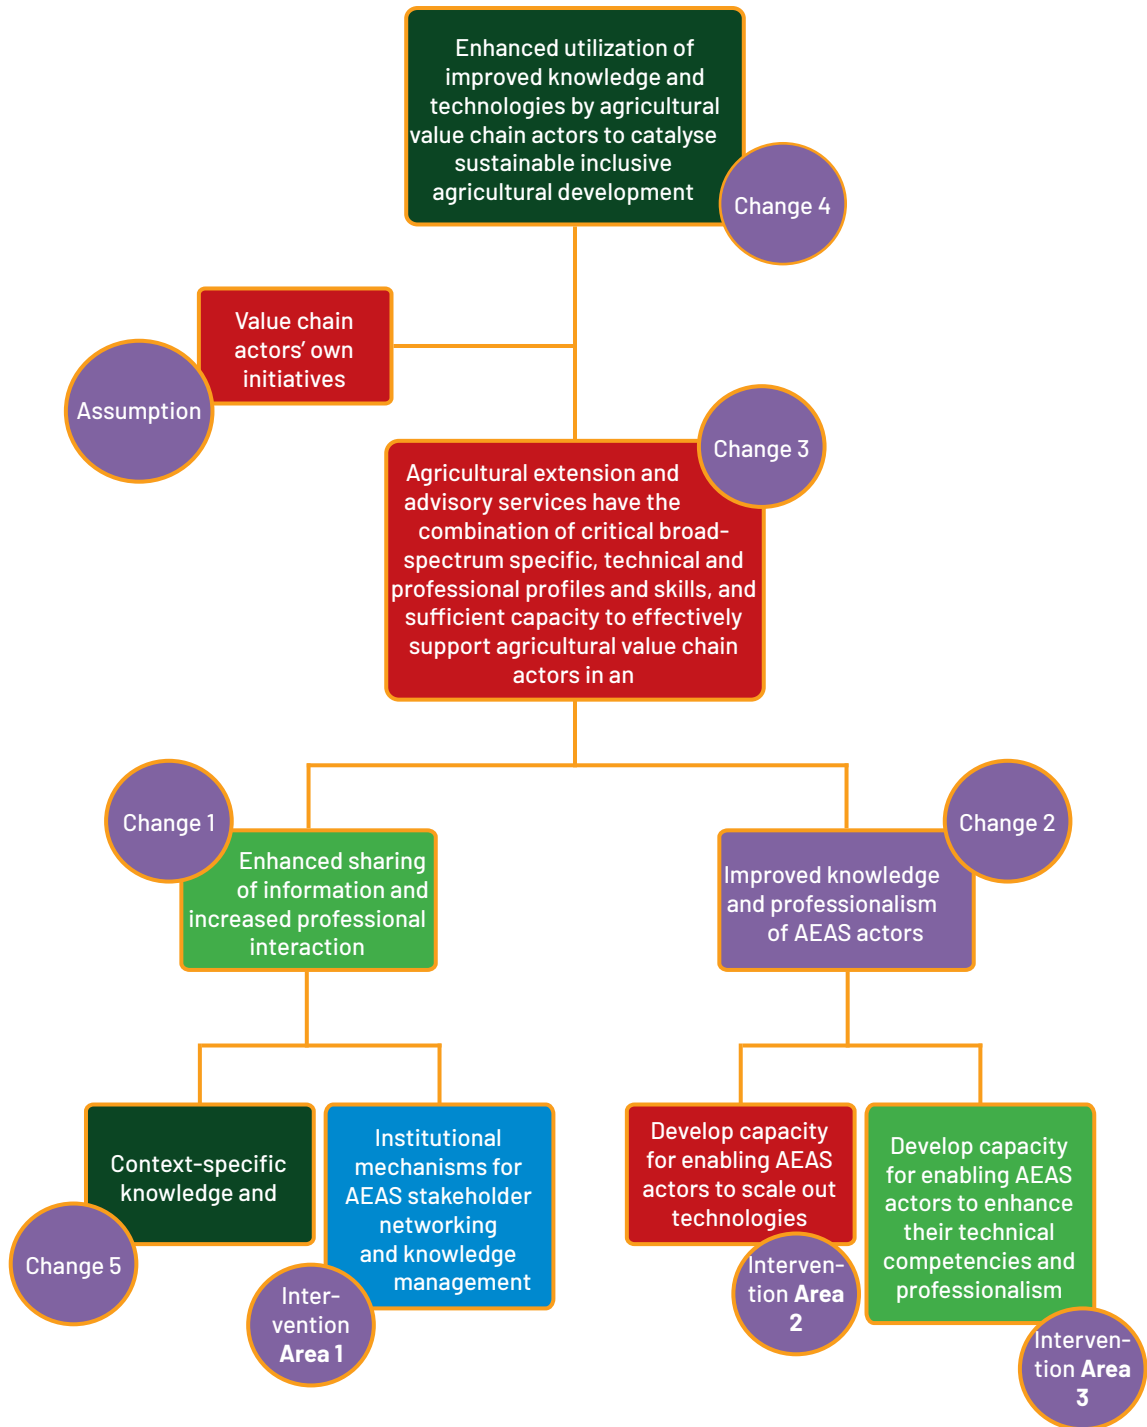 Enhanced utilization of
improved knowledge and
technologies by agricultural
value chain actors to catalyse
sustainable inclusive
agricultural development
Change 4
Value chain
actors’ own
initiatives
Assumption
Change 3
Agricultural extension and
advisory services have the
combination of critical broad-
spectrum specific, technical and
professional profiles and skills, and
sufficient capacity to effectively
support agricultural value chain
actors in an
Change 1
Enhanced sharing
of information and
increased professional
interaction
Change 2
Improved knowledge
and professionalism
of AEAS actors
Context-specific
knowledge and
Change 5
Institutional
mechanisms for
AEAS stakeholder
networking
and knowledge
management
Inter-
vention
Area 1
Develop capacity
for enabling AEAS
actors to scale out
technologies
Interven-
tion Area
2
Develop capacity
for enabling AEAS
actors to enhance
their technical
competencies and
professionalism
Interven-
tion Area
3